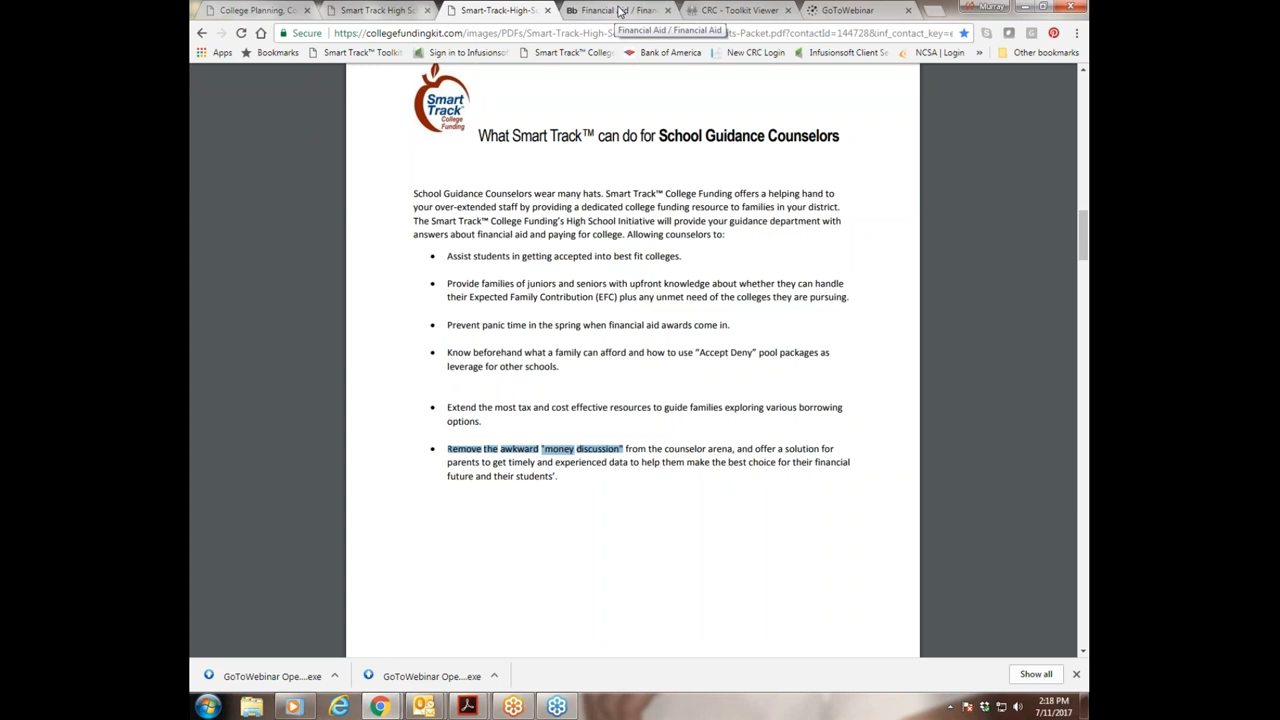 College Planning, Co
Smart Track High Sc
Smart-Track-High-S
Bb Financial Aid / Finan
CRC - Toolkit Viewer
GoToWebinar
Murray
Financial Aid / Financial Aid
Secure
https://collegefundingkit.com/images/PDFs/Smart-Track-High-S
ts-Packet.pdf?contactId=144728&inf_contact_key=e
Apps
Bookmarks
Smart Track™ Toolkit
Sign in to Infusionsof
Smart Track™ Colleg
Bank of America
New CRC Login
Infusionsoft Client Se
NCSA | Login
»
Other bookmarks
Smart
Track™
College
Funding
What Smart Track™ can do for School Guidance Counselors
School Guidance Counselors wear many hats. Smart Track™ College Funding offers a helping hand to
your over-extended staff by providing a dedicated college funding resource to families in your district.
The Smart Track™ College Funding's High School Initiative will provide your guidance department with
answers about financial aid and paying for college. Allowing counselors to:
• Assist students in getting accepted into best fit colleges.
• Provide families of juniors and seniors with upfront knowledge about whether they can handle
their Expected Family Contribution (EFC) plus any unmet need of the colleges they are pursuing.
• Prevent panic time in the spring when financial aid awards come in.
• Know beforehand what a family can afford and how to use “Accept Deny” pool packages as
leverage for other schools.
• Extend the most tax and cost effective resources to guide families exploring various borrowing
options.
• Remove the awkward "money discussion" from the counselor arena, and offer a solution for
parents to get timely and experienced data to help them make the best choice for their financial
future and their students’.
GoToWebinar Ope....exe
GoToWebinar Ope....exe
Show all
2:18 PM
7/11/2017